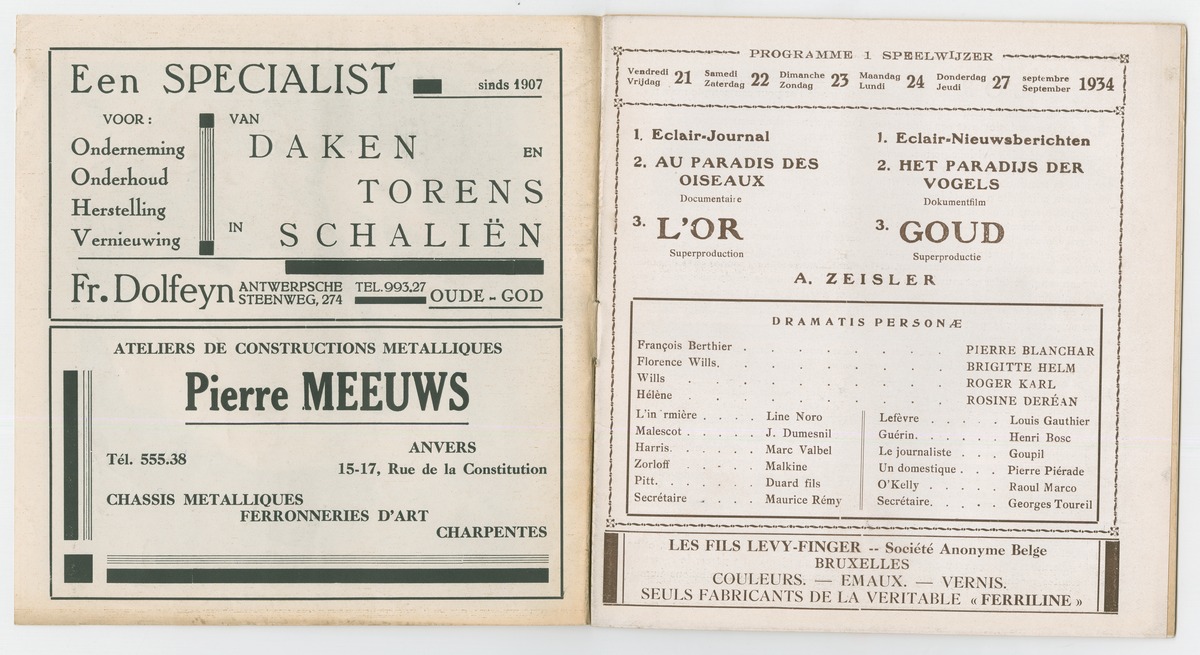 Een SPECIALIST
sinds 1907
VOOR :
Onderneming
Onderhoud
Herstelling
Vernieuwing
VAN
DAKEN
EN
TORENS
IN
SCHALIËN
Fr. Dolfeyn
ANTWERPSCHE
STEENWEG, 274
TEL. 993,27
OUDE - GOD
ATELIERS DE CONSTRUCTIONS METALLIQUES
Pierre MEEUWS
Tél. 555.38
ANVERS
15-17, Rue de la Constitution
CHASSIS METALLIQUES
FERRONNERIES D'ART
CHARPENTES
PROGRAMME 1 SPEELWIJZER
Vendredi Vrijdag 21 Samedi Zaterdag 22 Dimanche Zondag 23 Maandag Lundi 24 Donderdag Jeudi 27 septembre September 1934
1. Eclair-Journal
2. AU PARADIS DES
OISEAUX
Documentaire
3. L'OR
Superproduction
1. Eclair-Nieuwsberichten
2. HET PARADIJS DER
VOGELS
Dokumentfilm
3. GOUD
Superproductie
A. ZEISLER
DRAMATIS PERSONÆ
François Berthier . . . . . . . . PIERRE BLANCHAR
Florence Wills. . . . . . . . . BRIGITTE HELM
Wills . . . . . . . . . . ROGER KARL
Hélène . . . . . . . . . . ROSINE DERÉAN
L'in rmière . . . . Line Noro
Malescot . . . . . J. Dumesnil
Harris. . . . . . Marc Valbel
Zorloff . . . . . Malkine
Pitt. . . . . . . Duard fils
Secrétaire . . . . Maurice Rémy
Lefèvre . . . . . Louis Gauthier
Guérin. . . . . Henri Bosc
Le journaliste . . . Goupil
Un domestique . . . Pierre Piérade
O'Kelly . . . . . Raoul Marco
Secrétaire. . . . . Georges Toureil
LES FILS LEVY-FINGER -- Société Anonyme Belge
BRUXELLES
COULEURS. — EMAUX. — VERNIS.
SEULS FABRICANTS DE LA VERITABLE « FERRILINE »